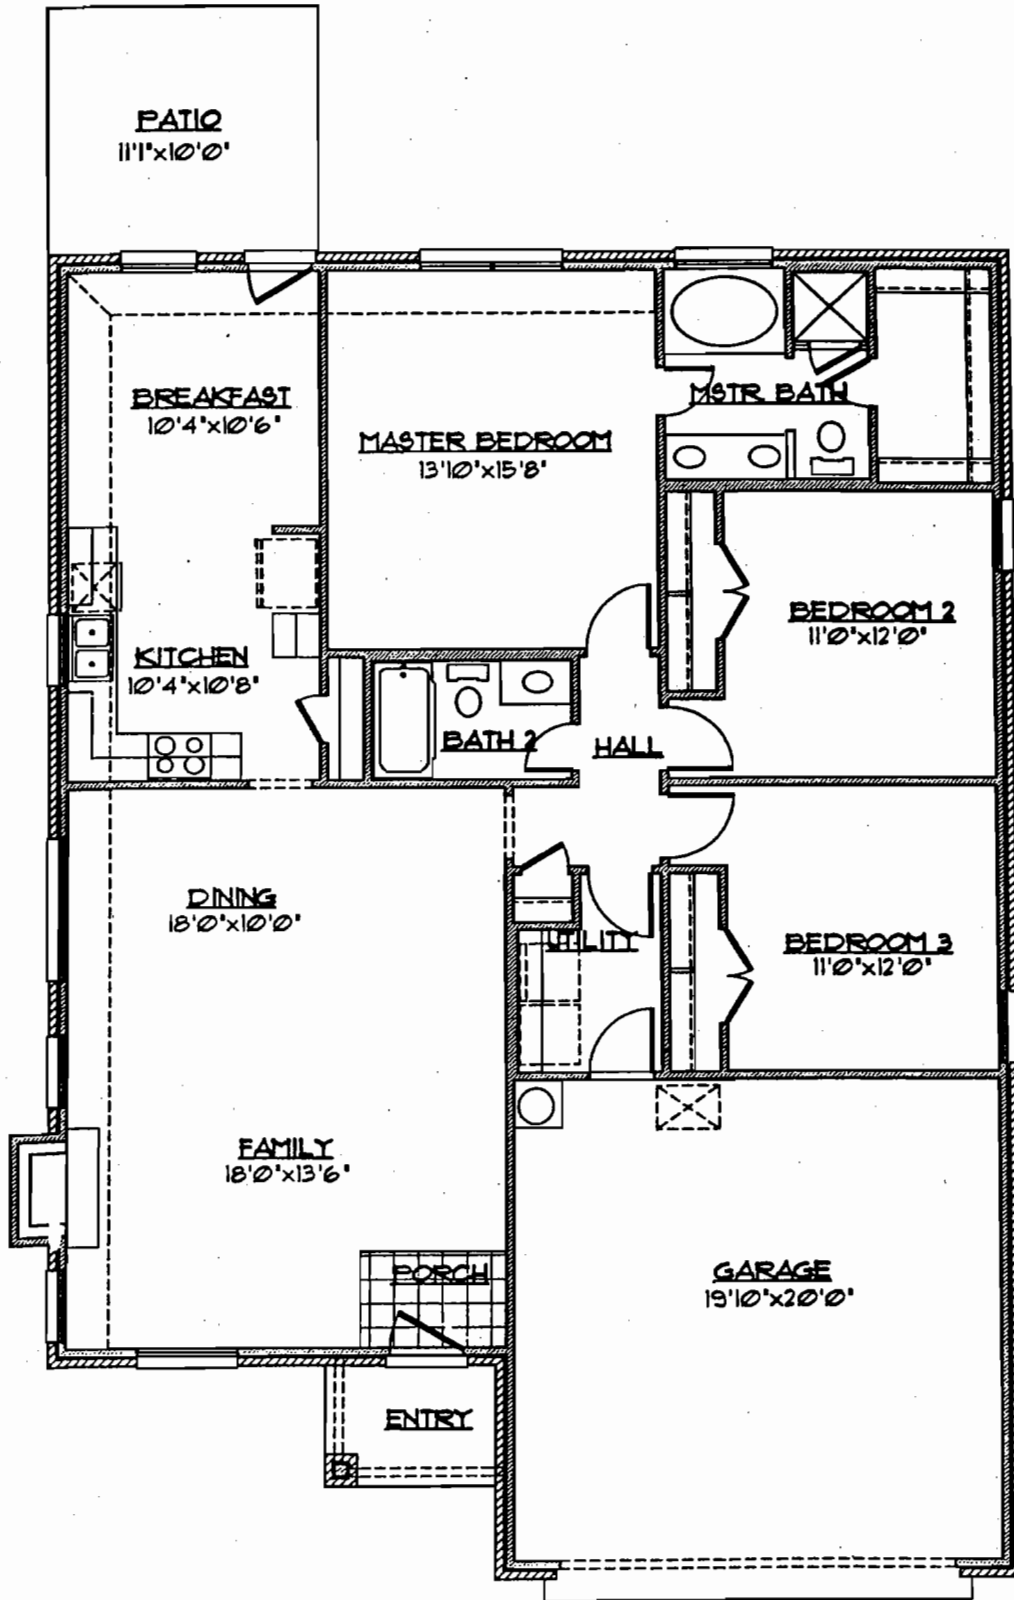 PATIO
11'1"x10'0"
BREAKFAST
10'4"x10'6"
MASTER BEDROOM
13'10"x15'8"
MSTR. BATH
BEDROOM 2
11'0"x12'0"
KITCHEN
10'4"x10'8"
BATH 2
HALL
DINING
18'0"x10'0"
UTILITY
BEDROOM 3
11'0"x12'0"
FAMILY
18'0"x13'6"
PORCH
GARAGE
19'10"x20'0"
ENTRY